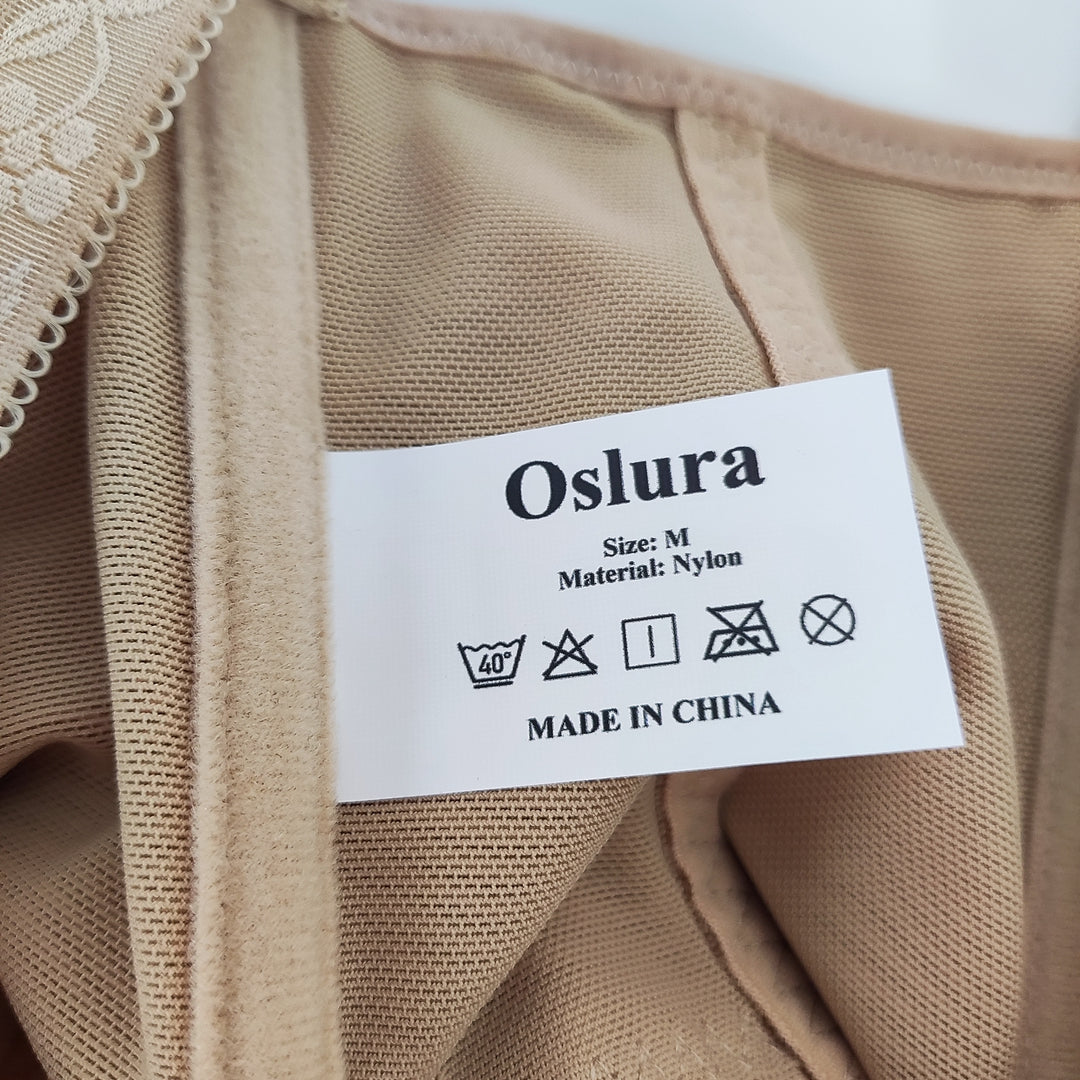 Oslura
Size: M
Material: Nylon
40°
MADE IN CHINA